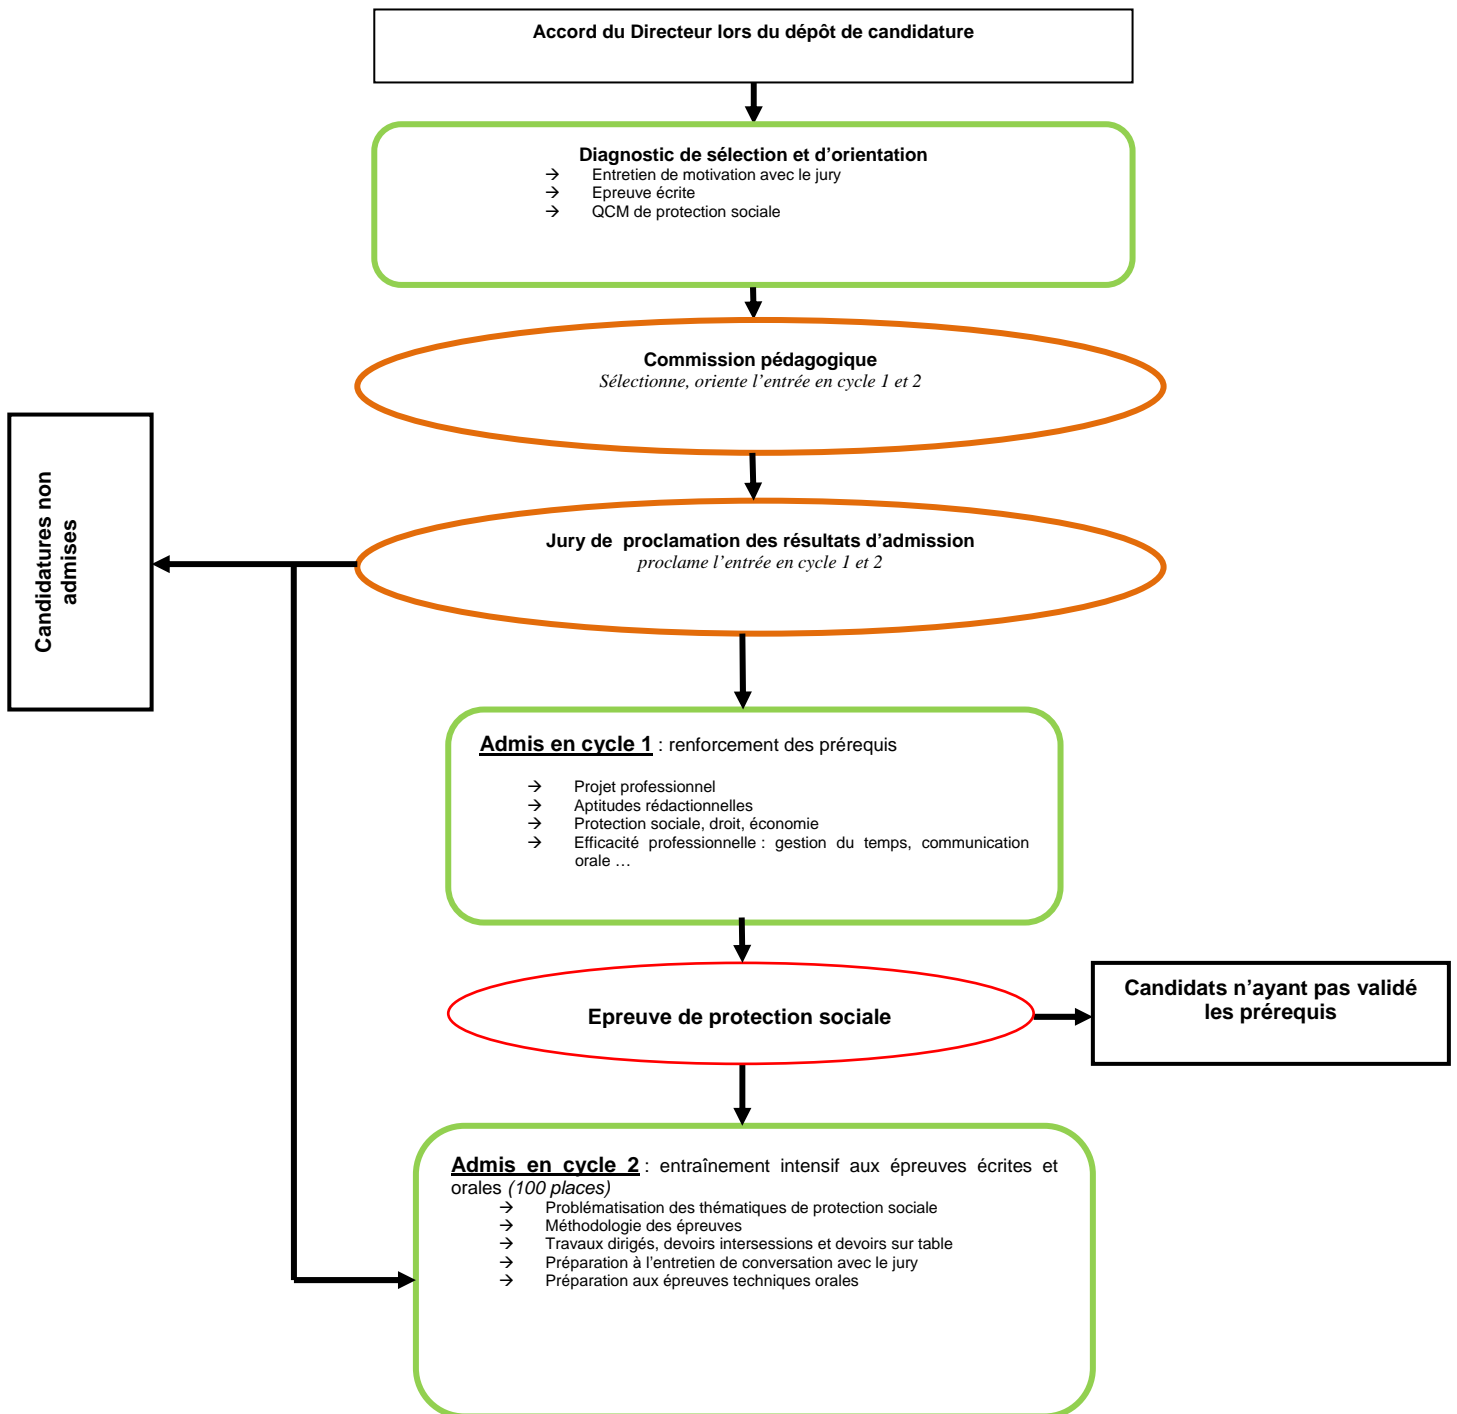 Accord du Directeur lors du dépôt de candidature
Diagnostic de sélection et d’orientation
→ Entretien de motivation avec le jury
→ Epreuve écrite
→ QCM de protection sociale
Commission pédagogique
Sélectionne, oriente l’entrée en cycle 1 et 2
Candidatures non
admises
Jury de  proclamation des résultats d’admission
proclame l’entrée en cycle 1 et 2
Admis en cycle 1 : renforcement des prérequis
→ Projet professionnel
→ Aptitudes rédactionnelles
→ Protection sociale, droit, économie
→ Efficacité professionnelle : gestion du temps, communication
orale …
Epreuve de protection sociale
Candidats n’ayant pas validé
les prérequis
Admis en cycle 2 : entraînement intensif aux épreuves écrites et
orales (100 places)
→ Problématisation des thématiques de protection sociale
→ Méthodologie des épreuves
→ Travaux dirigés, devoirs intersessions et devoirs sur table
→ Préparation à l’entretien de conversation avec le jury
→ Préparation aux épreuves techniques orales